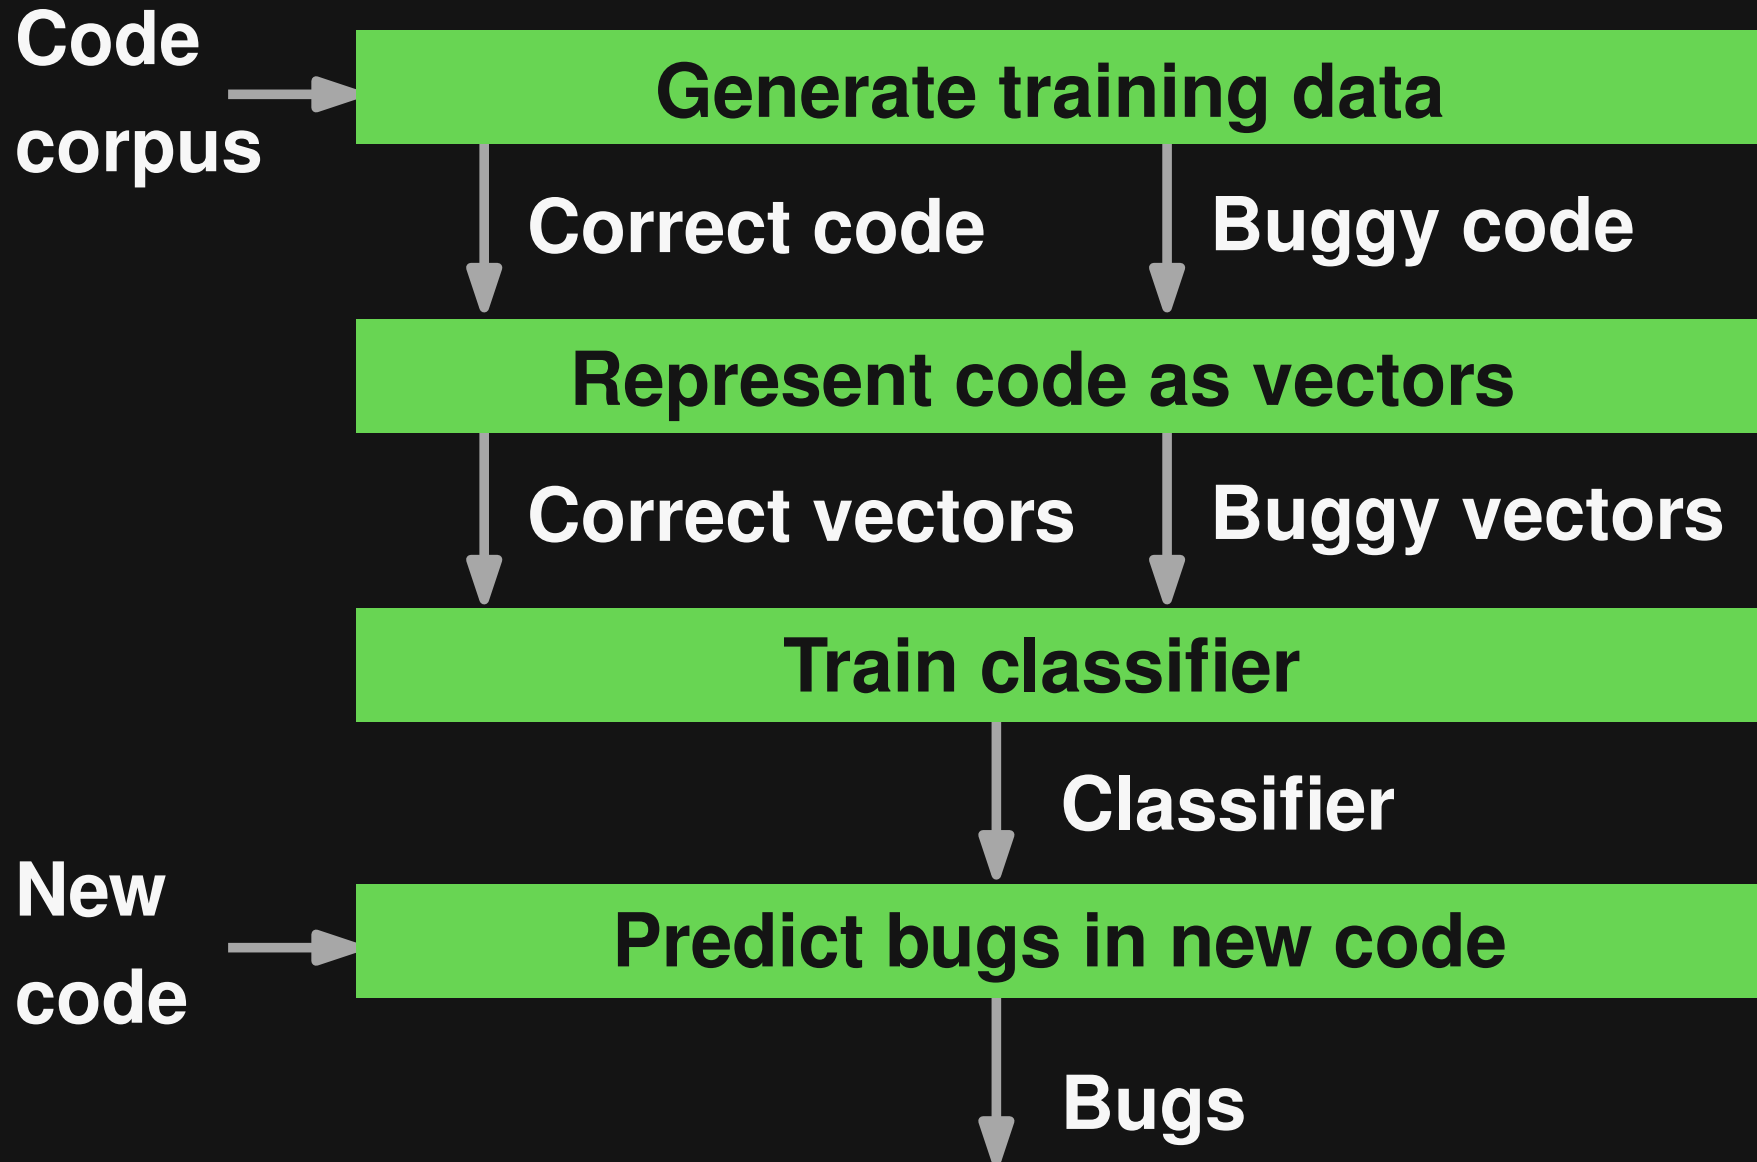 Code
corpus
Generate training data
Correct code
Buggy code
Represent code as vectors
Correct vectors
Buggy vectors
Train classifier
Classifier
New
code
Predict bugs in new code
Bugs